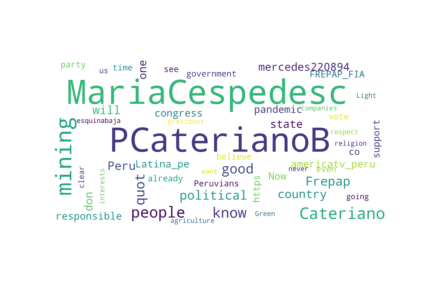 party us time one see government mercedes220894 FREPAP_FIA
MariaCespedesc Light
esquinabaja will congress pandemic companies vote
president state respect
mining PCaterianoB support
believe religion co
clear Peru Latina_pe good americatv_peru
already want never even
interests don quot Peruvians https Now Frepap
political country going
responsible people know Cateriano
agriculture Green